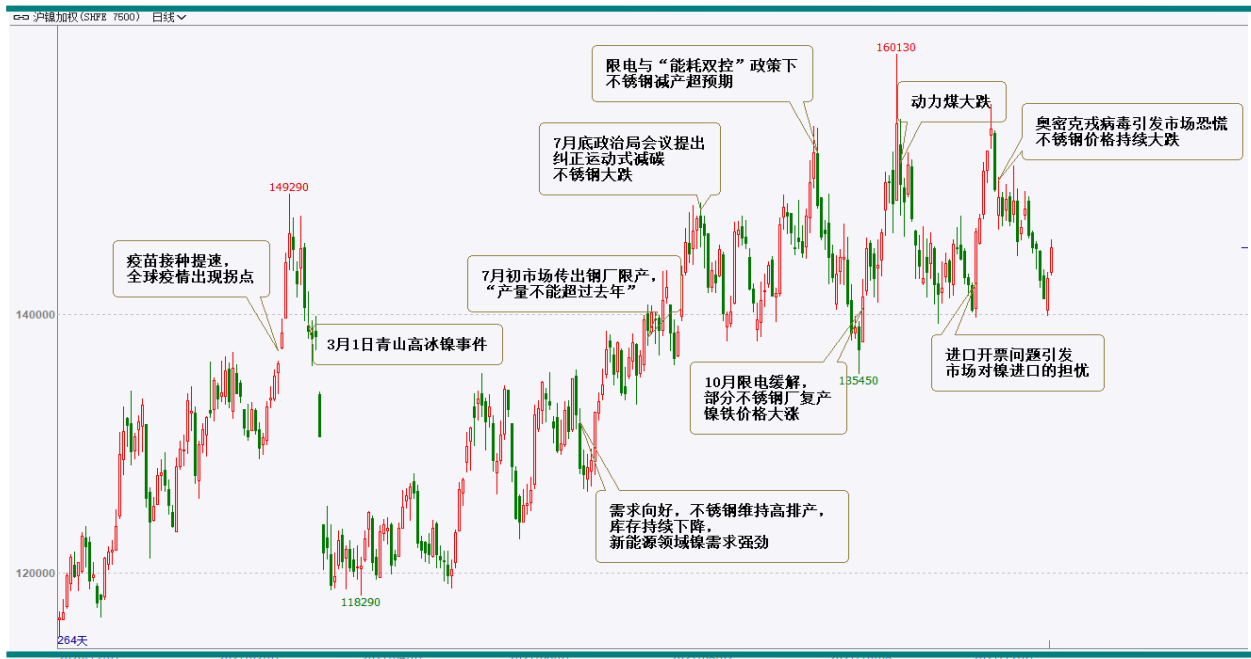 沪镍加权(SHFE 7500) 日线
160130
限电与“能耗双控”政策下
不锈钢减产超预期
动力煤大跌
奥密克戎病毒引发市场恐慌
不锈钢价格持续大跌
7月底政治局会议提出
纠正运动式减碳
不锈钢大跌
149290
疫苗接种提速，
全球疫情出现拐点
7月初市场传出钢厂限产，
“产量不能超过去年”
140000
3月1日青山高冰镍事件
进口开票问题引发
市场对镍进口的担忧
135450
10月限电缓解，
部分不锈钢厂复产
镍铁价格大涨
需求向好，不锈钢维持高排产，
库存持续下降，
新能源领域镍需求强劲
120000
118290
264天